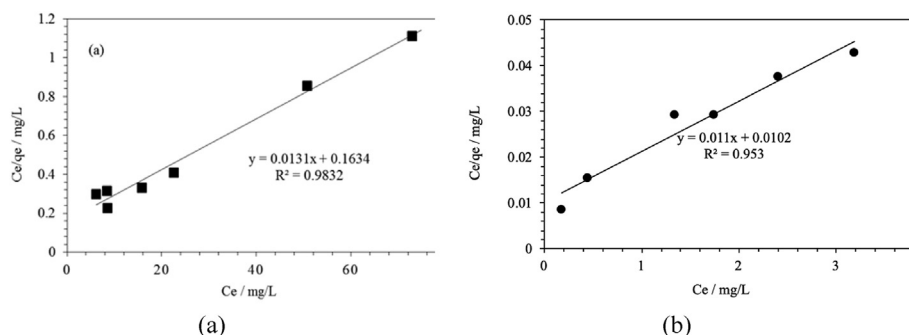 (a)
1.2
1
0.8
0.6
0.4
0.2
0
Ce/qe / mg/L
y = 0.0131x + 0.1634
R² = 0.9832
0 20 40 60
Ce / mg/L
(a)
0.05
0.04
0.03
0.02
0.01
0.00
Ce/qe / mg/L
y = 0.011x + 0.0102
R² = 0.953
0 1 2 3
Ce / mg/L
(b)